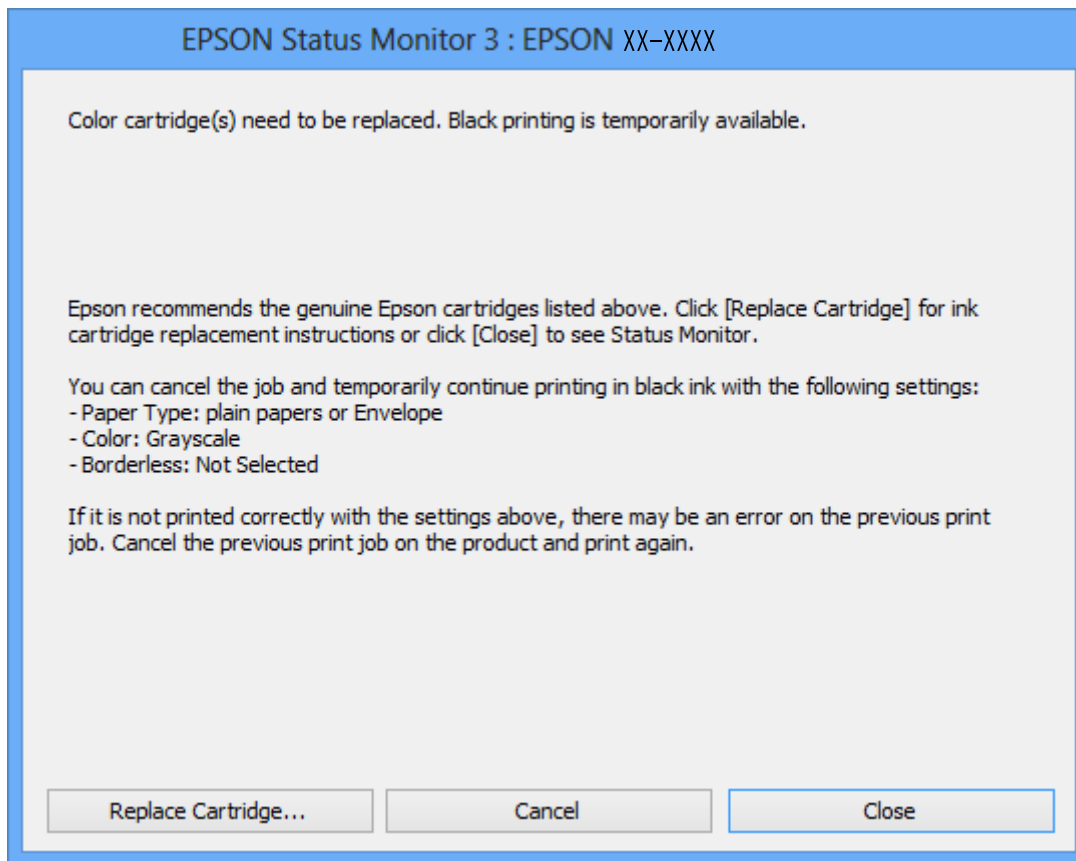 EPSON Status Monitor 3 : EPSON XX-XXXX
Color cartridge(s) need to be replaced. Black printing is temporarily available.
Epson recommends the genuine Epson cartridges listed above. Click [Replace Cartridge] for ink
cartridge replacement instructions or click [Close] to see Status Monitor.
You can cancel the job and temporarily continue printing in black ink with the following settings:
- Paper Type: plain papers or Envelope
- Color: Grayscale
- Borderless: Not Selected
If it is not printed correctly with the settings above, there may be an error on the previous print
job. Cancel the previous print job on the product and print again.
Replace Cartridge...
Cancel
Close